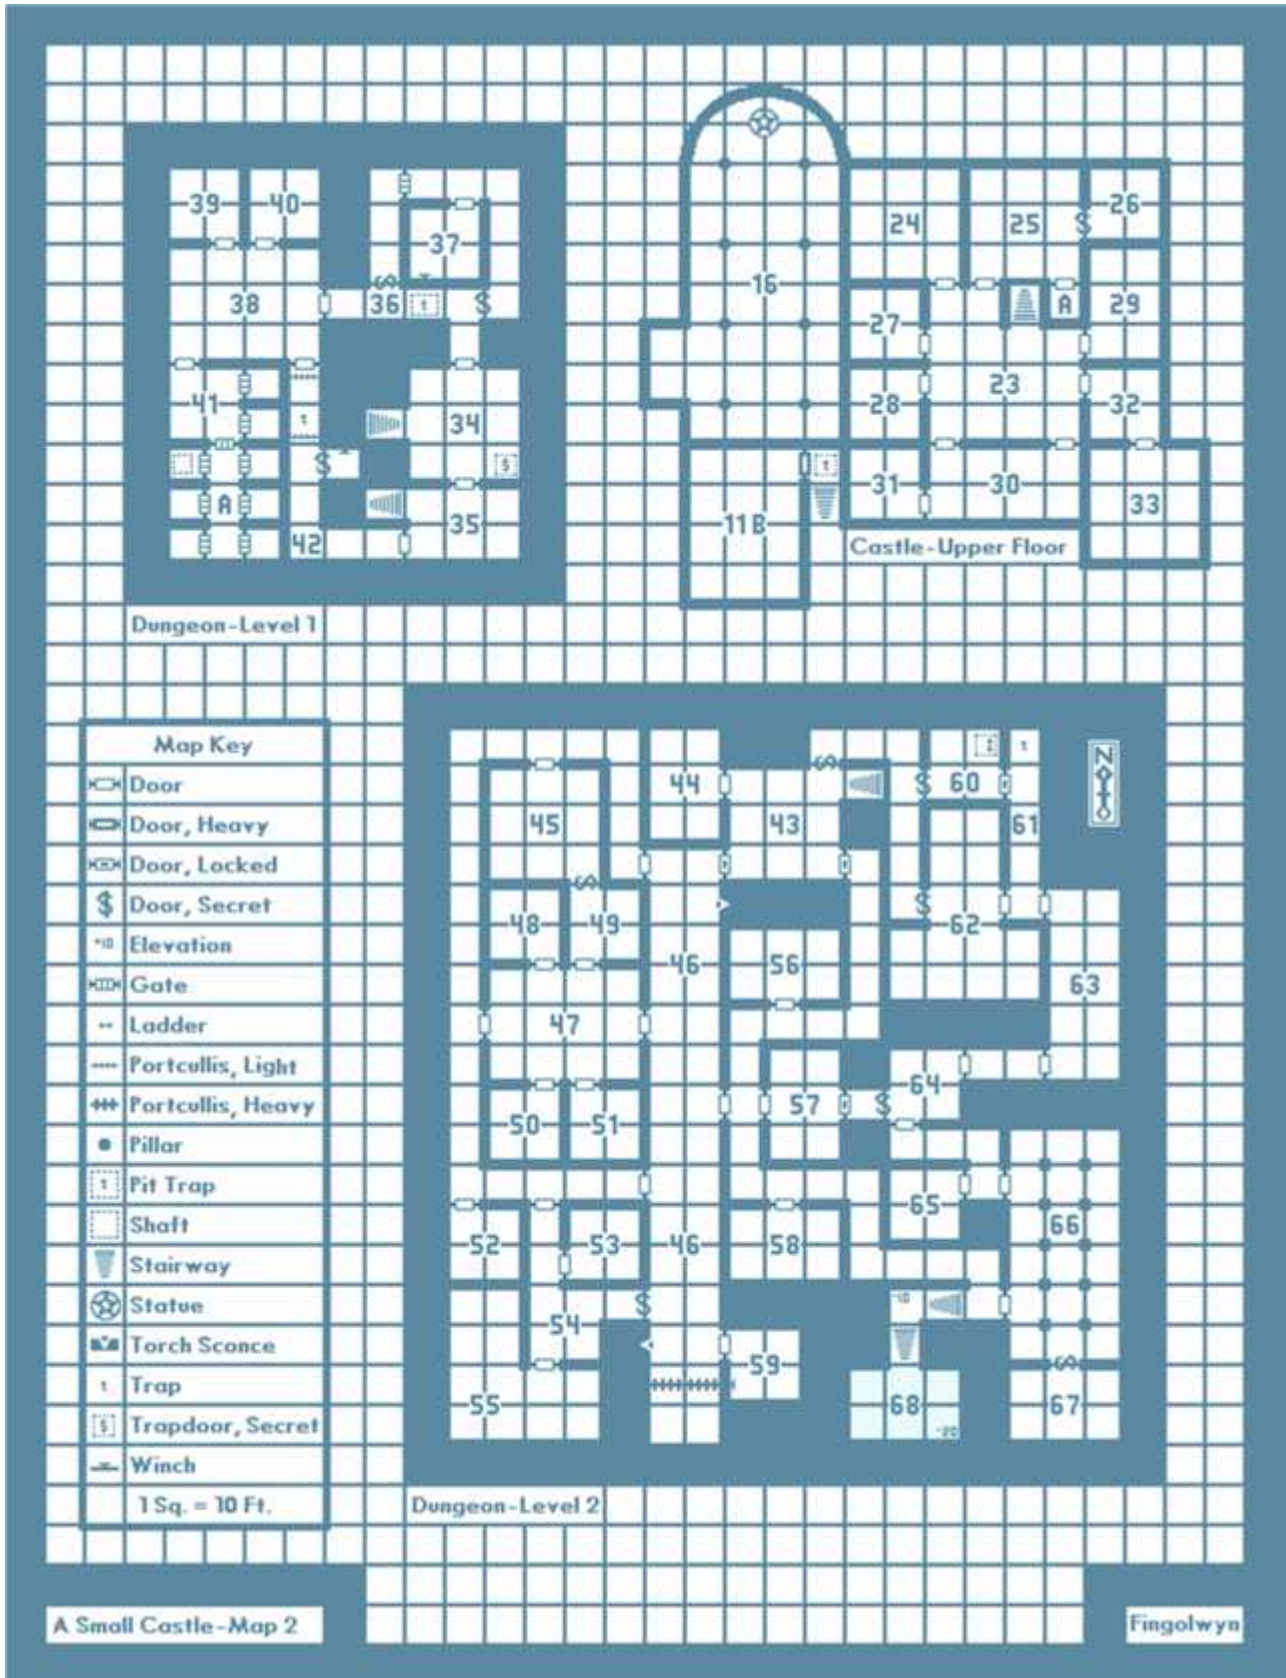 39 40
37
38 36 t
41
t 34
$ S
A
42 35
Dungeon-Level 1
16
24 25 26
$
27 A 29
23
28 32
t
31 30 33
11B
Castle-Upper Floor
Map Key
Door
Door, Heavy
Door, Locked
$ Door, Secret
+10 Elevation
Gate
Ladder
Portcullis, Light
Portcullis, Heavy
Pillar
t Pit Trap
Shaft
Stairway
Statue
Torch Sconce
t Trap
S Trapdoor, Secret
Winch
1 Sq. = 10 Ft.
N
44 60 t
45 43 61
48 49 62
46 56
47 63
64
50 51 57
65 66
52 53 46 58
54 -10
59
55 68 67
-20
Dungeon-Level 2
A Small Castle-Map 2
Fingolwyn